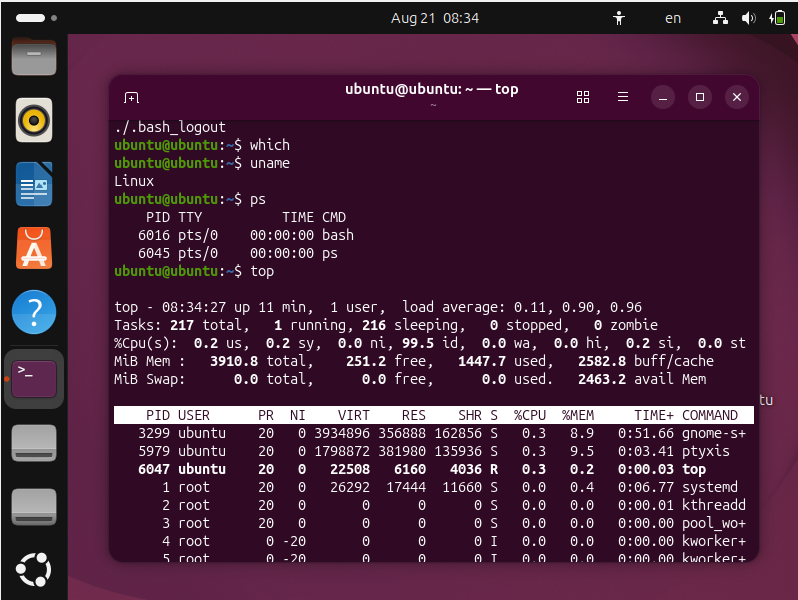 Aug 21 08:34
en
ubuntu@ubuntu: ~ — top
~
./.bash_logout
ubuntu@ubuntu:~$ which
ubuntu@ubuntu:~$ uname
Linux
ubuntu@ubuntu:~$ ps
PID TTY TIME CMD
6016 pts/0 00:00:00 bash
6045 pts/0 00:00:00 ps
ubuntu@ubuntu:~$ top
top - 08:34:27 up 11 min, 1 user, load average: 0.11, 0.90, 0.96
Tasks: 217 total, 1 running, 216 sleeping, 0 stopped, 0 zombie
%Cpu(s): 0.2 us, 0.2 sy, 0.0 ni, 99.5 id, 0.0 wa, 0.0 hi, 0.2 si, 0.0 st
MiB Mem : 3910.8 total, 251.2 free, 1447.7 used, 2582.8 buff/cache
MiB Swap: 0.0 total, 0.0 free, 0.0 used. 2463.2 avail Mem
PID USER PR NI VIRT RES SHR S %CPU %MEM TIME+ COMMAND
3299 ubuntu 20 0 3934896 356888 162856 S 0.3 8.9 0:51.66 gnome-s+
5979 ubuntu 20 0 1798872 381980 135936 S 0.3 9.5 0:03.41 ptyxis
6047 ubuntu 20 0 22508 6160 4036 R 0.3 0.2 0:00.03 top
1 root 20 0 26292 17444 11660 S 0.0 0.4 0:06.77 systemd
2 root 20 0 0 0 0 S 0.0 0.0 0:00.01 kthreadd
3 root 20 0 0 0 0 S 0.0 0.0 0:00.00 pool_wo+
4 root 0 -20 0 0 0 I 0.0 0.0 0:00.00 kworker+
5 root 0 -20 0 0 0 I 0.0 0.0 0:00.00 kworker+
tu